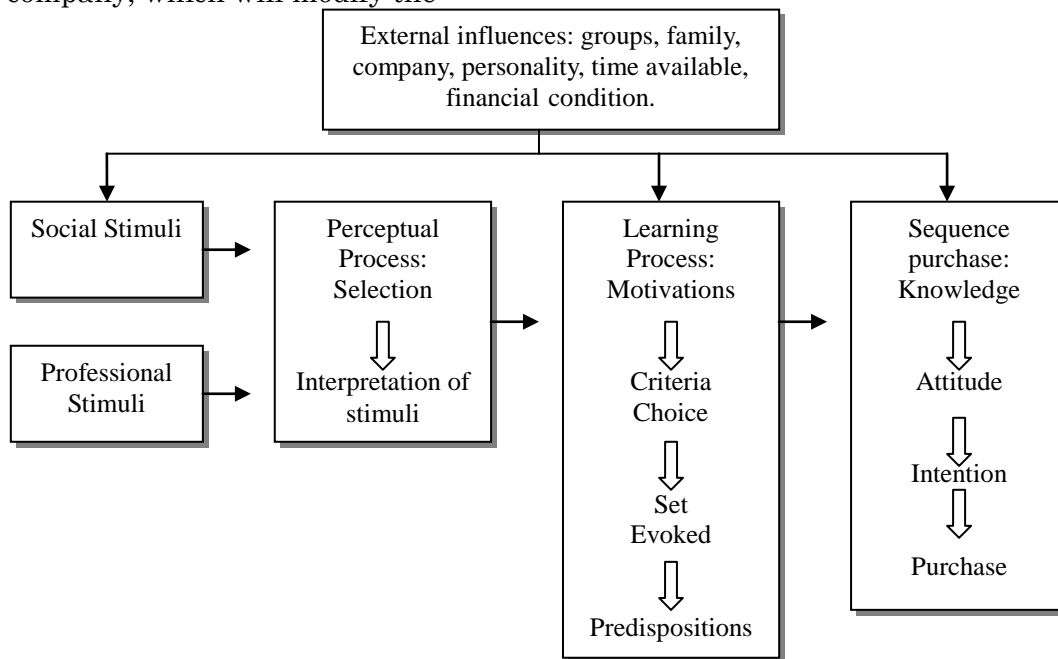 company, which will modify the
External influences: groups, family,
company, personality, time available,
financial condition.
Social Stimuli
Professional
Stimuli
Perceptual
Process:
Selection
Interpretation of
stimuli
Learning
Process:
Motivations
Criteria
Choice
Set
Evoked
Predispositions
Sequence
purchase:
Knowledge
Attitude
Intention
Purchase